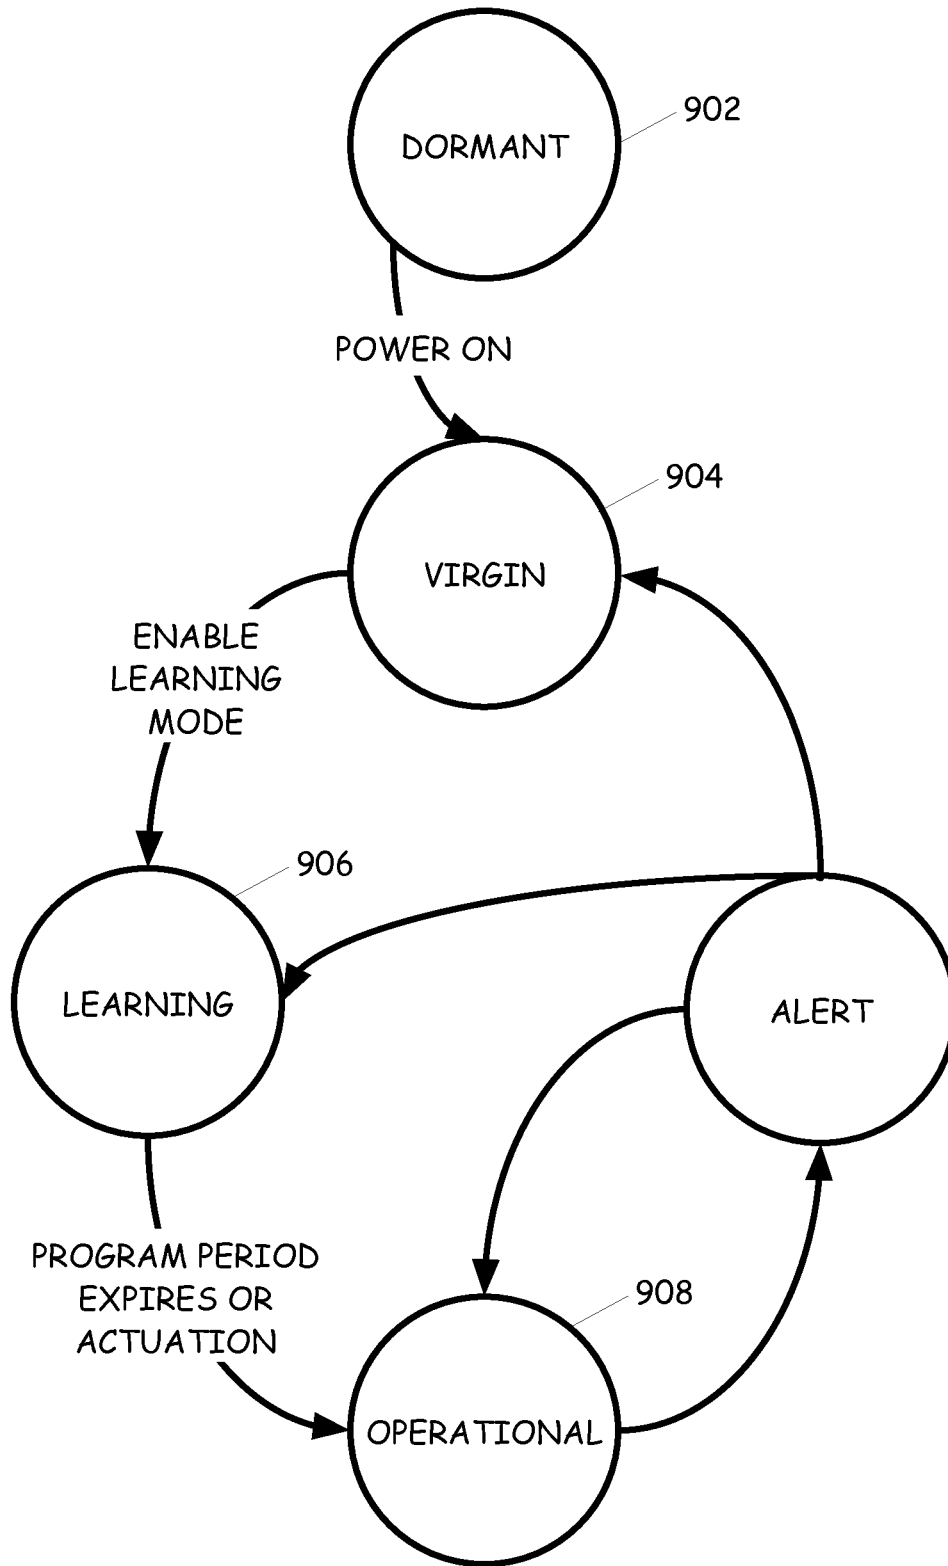 DORMANT
902
POWER ON
904
VIRGIN
ENABLE
LEARNING
MODE
906
LEARNING
ALERT
PROGRAM PERIOD
EXPIRES OR
ACTUATION
908
OPERATIONAL